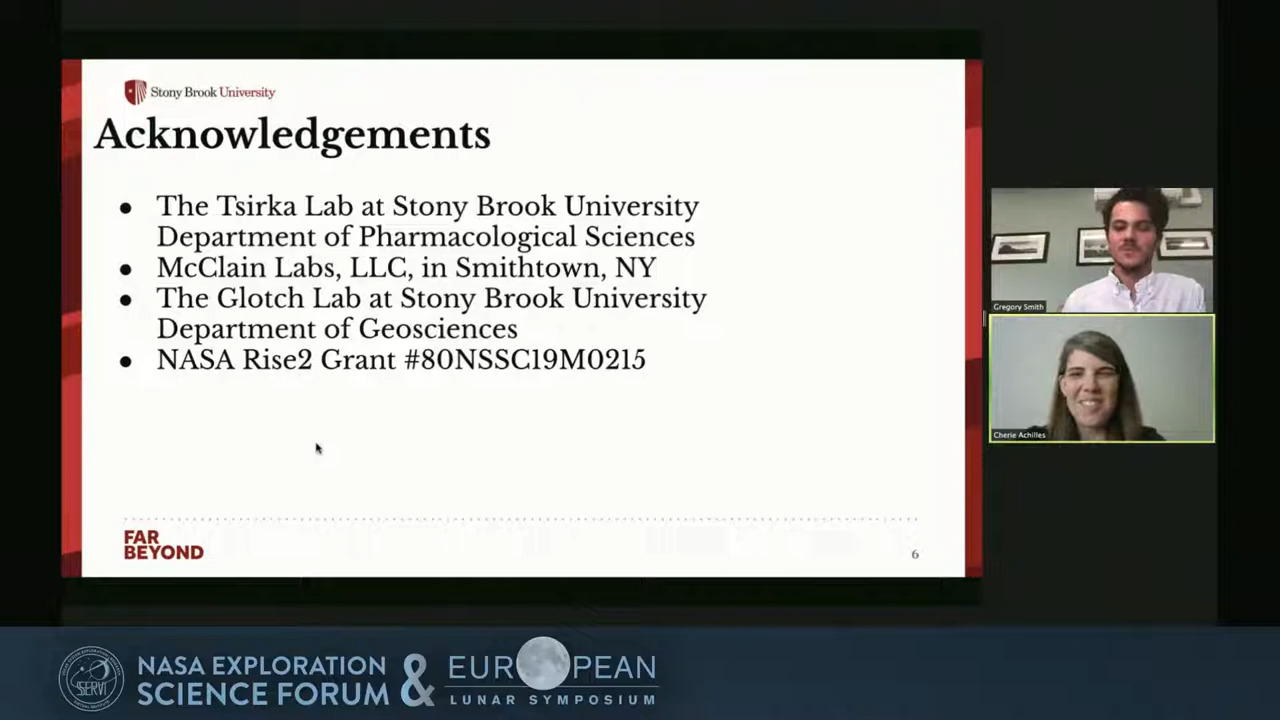 Stony Brook University
Acknowledgements
● The Tsirka Lab at Stony Brook University
Department of Pharmacological Sciences
● McClain Labs, LLC, in Smithtown, NY
● The Glotch Lab at Stony Brook University
Department of Geosciences
● NASA Rise2 Grant #80NSSC19M0215
FAR
BEYOND
6
Gregory Smith
Cherie Achilles
SSERVI
NASA EXPLORATION
SCIENCE FORUM
&
EUROPEAN
LUNAR SYMPOSIUM